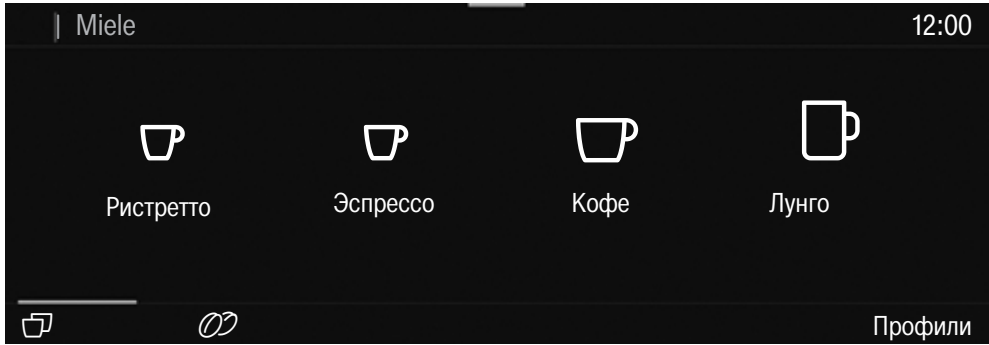 | Miele
12:00
Ристретто
Эспрессо
Кофе
Лунго
Профили